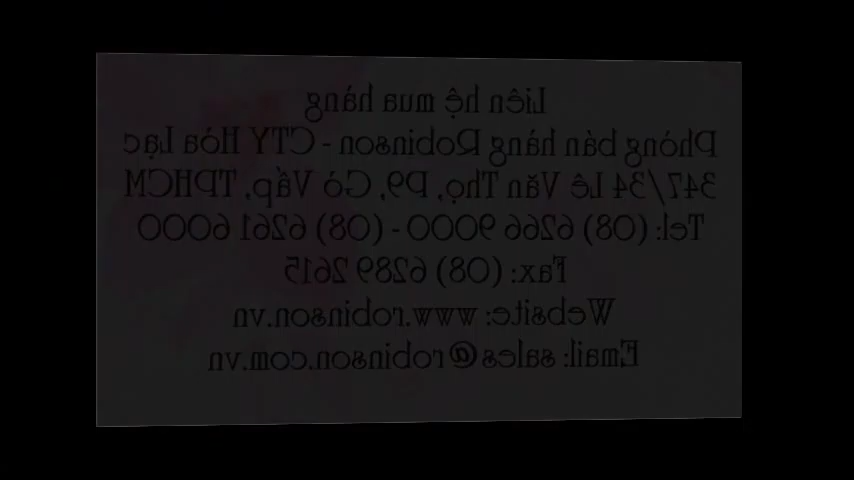 Liên hệ mua hàng
Phòng bán hàng Robinson - CTY Hòa Lạc
347/34 Lê Văn Thọ, P9, Gò Vấp, TPHCM
Tel: (08) 6266 9000 - (08) 6261 6000
Fax: (08) 6289 2615
Website: www.robinson.vn
Email: sales@robinson.com.vn